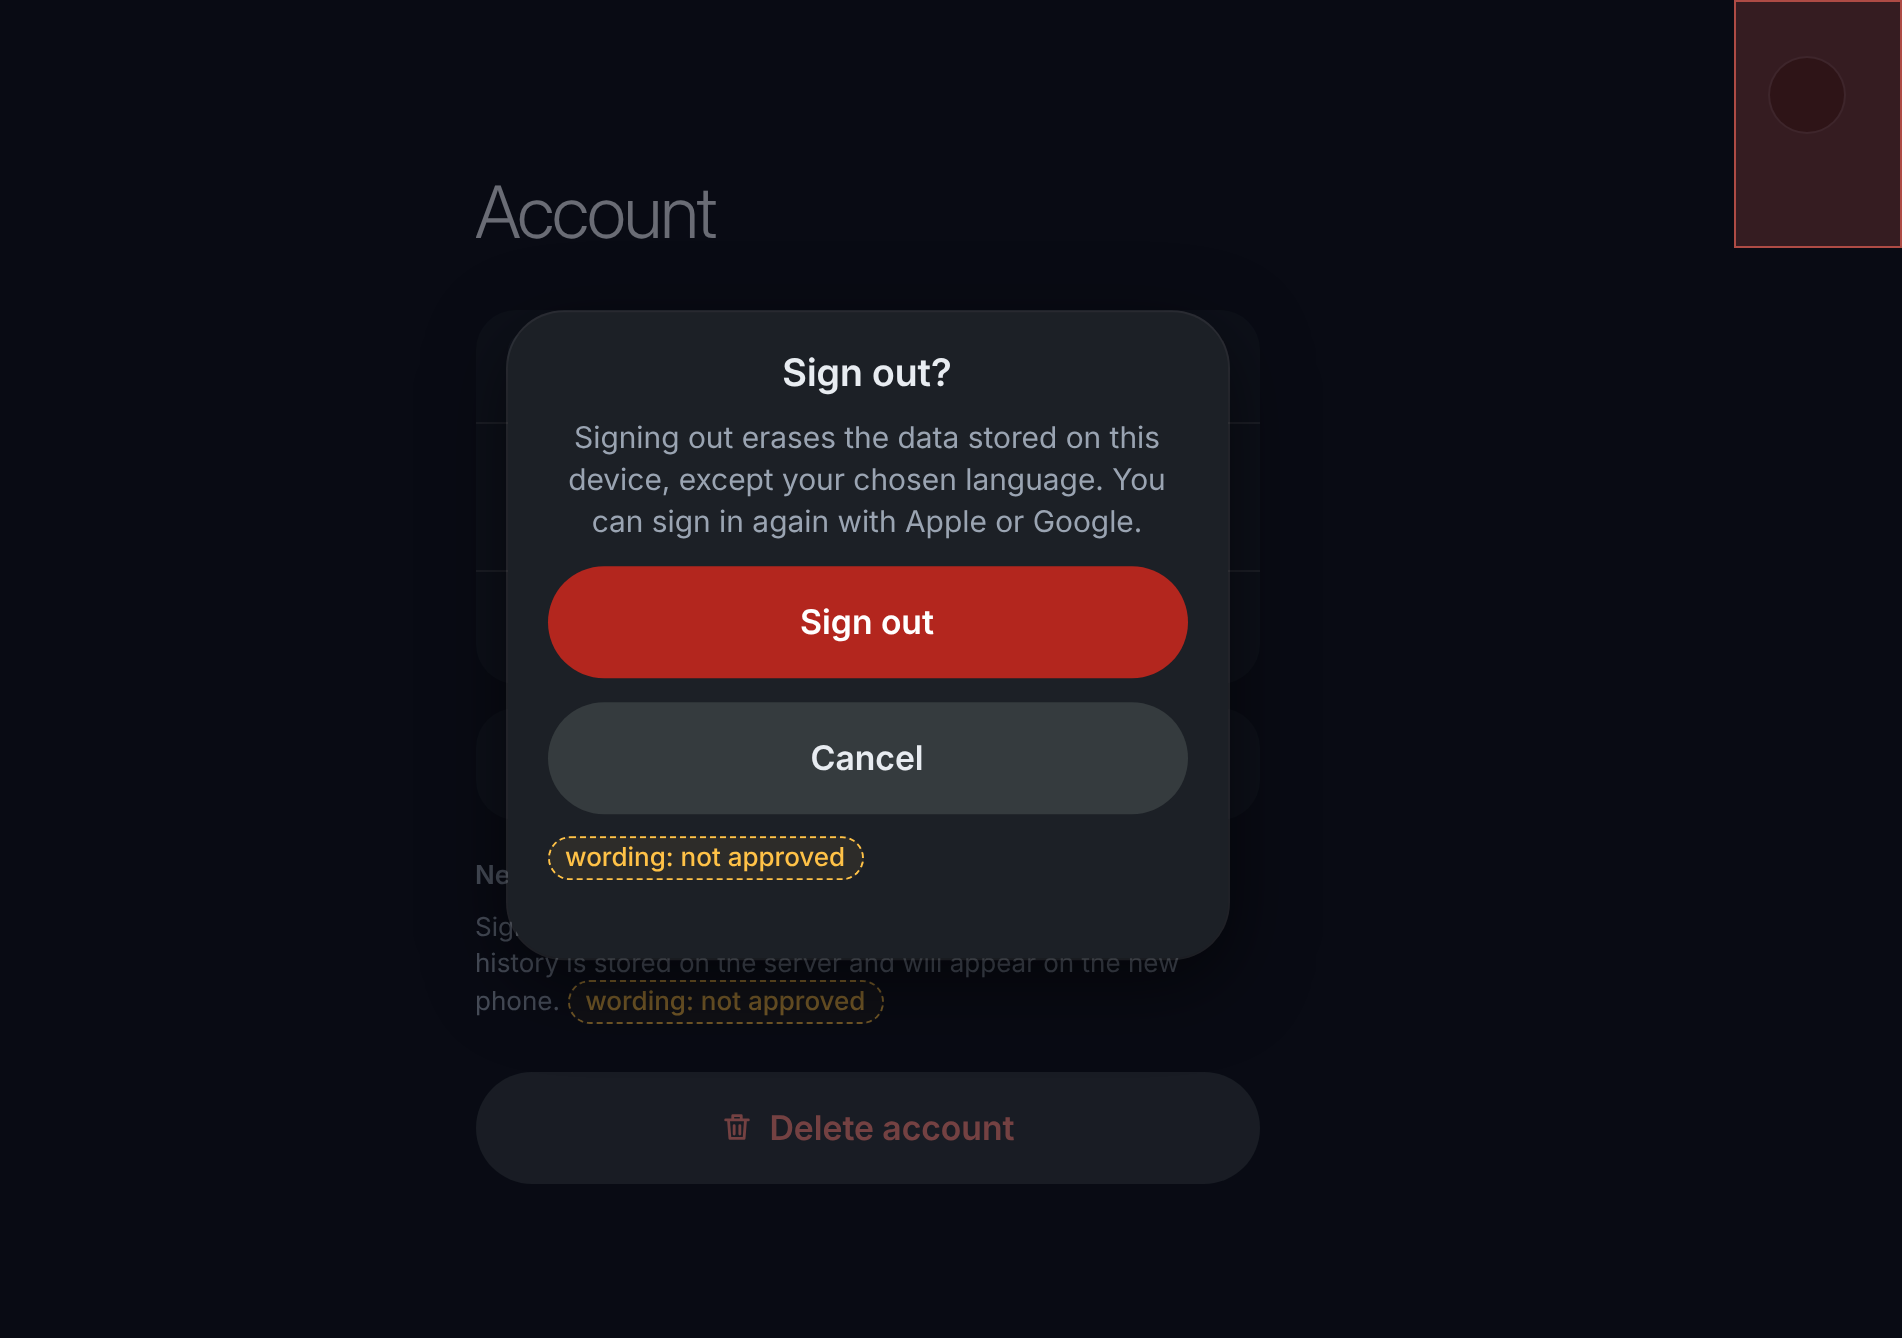 Account
Sign out?
Signing out erases the data stored on this
device, except your chosen language. You
can sign in again with Apple or Google.
Sign out
Cancel
wording: not approved
history is stored on the server and will appear on the new
phone. wording: not approved
Delete account